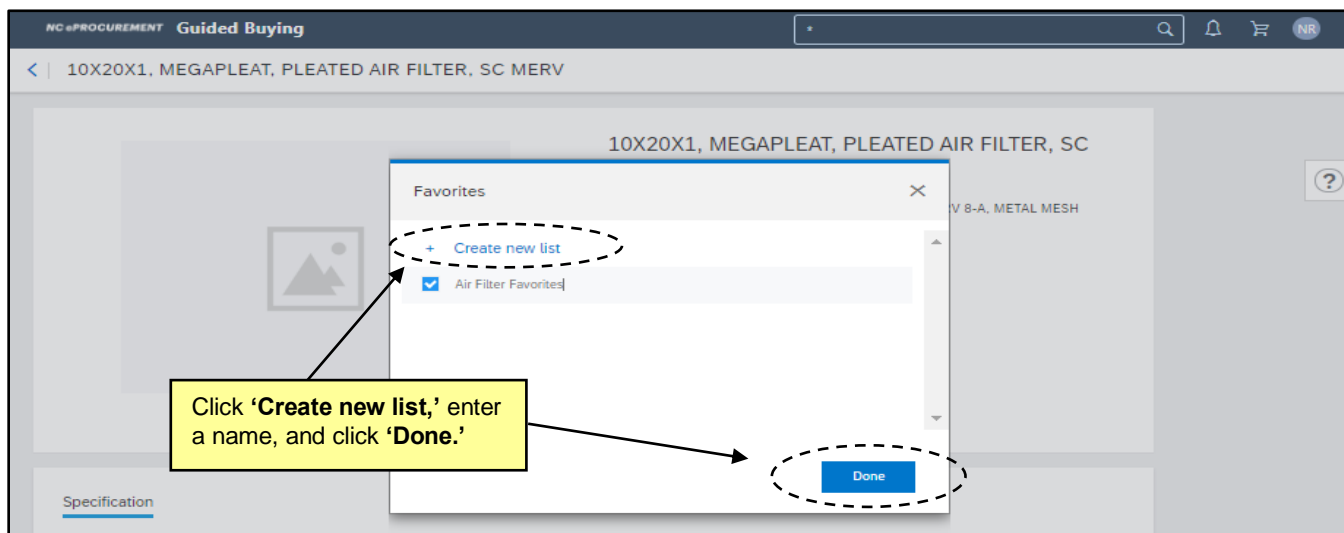 NC ePROCUREMENT Guided Buying
*
NR
< 10X20X1, MEGAPLEAT, PLEATED AIR FILTER, SC MERV
10X20X1, MEGAPLEAT, PLEATED AIR FILTER, SC
Favorites
8-A, METAL MESH
+ Create new list
Air Filter Favorites
Click ‘Create new list,’ enter
a name, and click ‘Done.’
Done
Specification
?